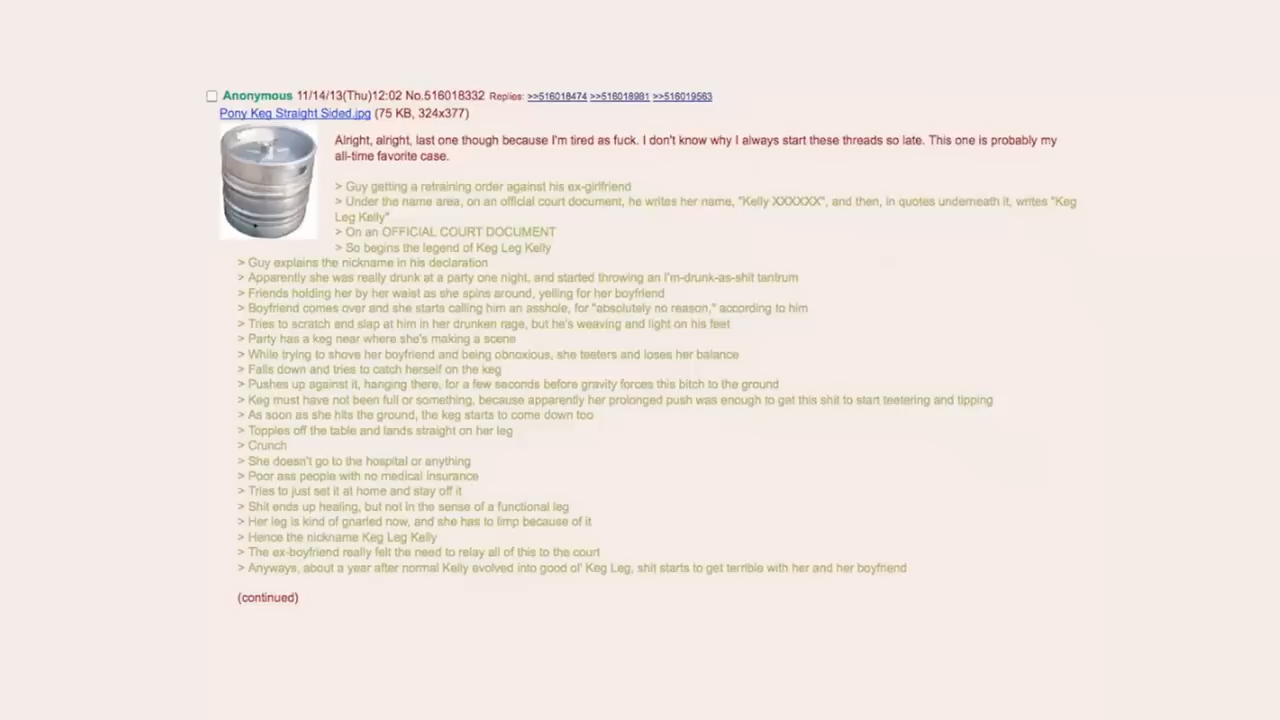 Anonymous 11/14/13(Thu)12:02 No.516018332 Replies: >>516018474 >>516018981 >>516019563
Pony Keg Straight Sided.jpg (75 KB, 324x377)
Alright, alright, last one though because I'm tired as fuck. I don't know why I always start these threads so late. This one is probably my
all-time favorite case.
> Guy getting a retraining order against his ex-girlfriend
> Under the name area, on an official court document, he writes her name, "Kelly XXXXXX", and then, in quotes underneath it, writes "Keg
Leg Kelly"
> On an OFFICIAL COURT DOCUMENT
> So begins the legend of Keg Leg Kelly
> Guy explains the nickname in his declaration
> Apparently she was really drunk at a party one night, and started throwing an I'm-drunk-as-shit tantrum
> Friends holding her by her waist as she spins around, yelling for her boyfriend
> Boyfriend comes over and she starts calling him an asshole, for "absolutely no reason," according to him
> Tries to scratch and slap at him in her drunken rage, but he's weaving and light on his feet
> Party has a keg near where she's making a scene
> While trying to shove her boyfriend and being obnoxious, she teeters and loses her balance
> Falls down and tries to catch herself on the keg
> Pushes up against it, hanging there, for a few seconds before gravity forces this bitch to the ground
> Keg must have not been full or something, because apparently her prolonged push was enough to get this shit to start teetering and tipping
> As soon as she hits the ground, the keg starts to come down too
> Topples off the table and lands straight on her leg
> Crunch
> She doesn't go to the hospital or anything
> Poor ass people with no medical insurance
> Tries to just set it at home and stay off it
> Shit ends up healing, but not in the sense of a functional leg
> Her leg is kind of gnarled now, and she has to limp because of it
> Hence the nickname Keg Leg Kelly
> The ex-boyfriend really felt the need to relay all of this to the court
> Anyways, about a year after normal Kelly evolved into good ol' Keg Leg, shit starts to get terrible with her and her boyfriend
(continued)